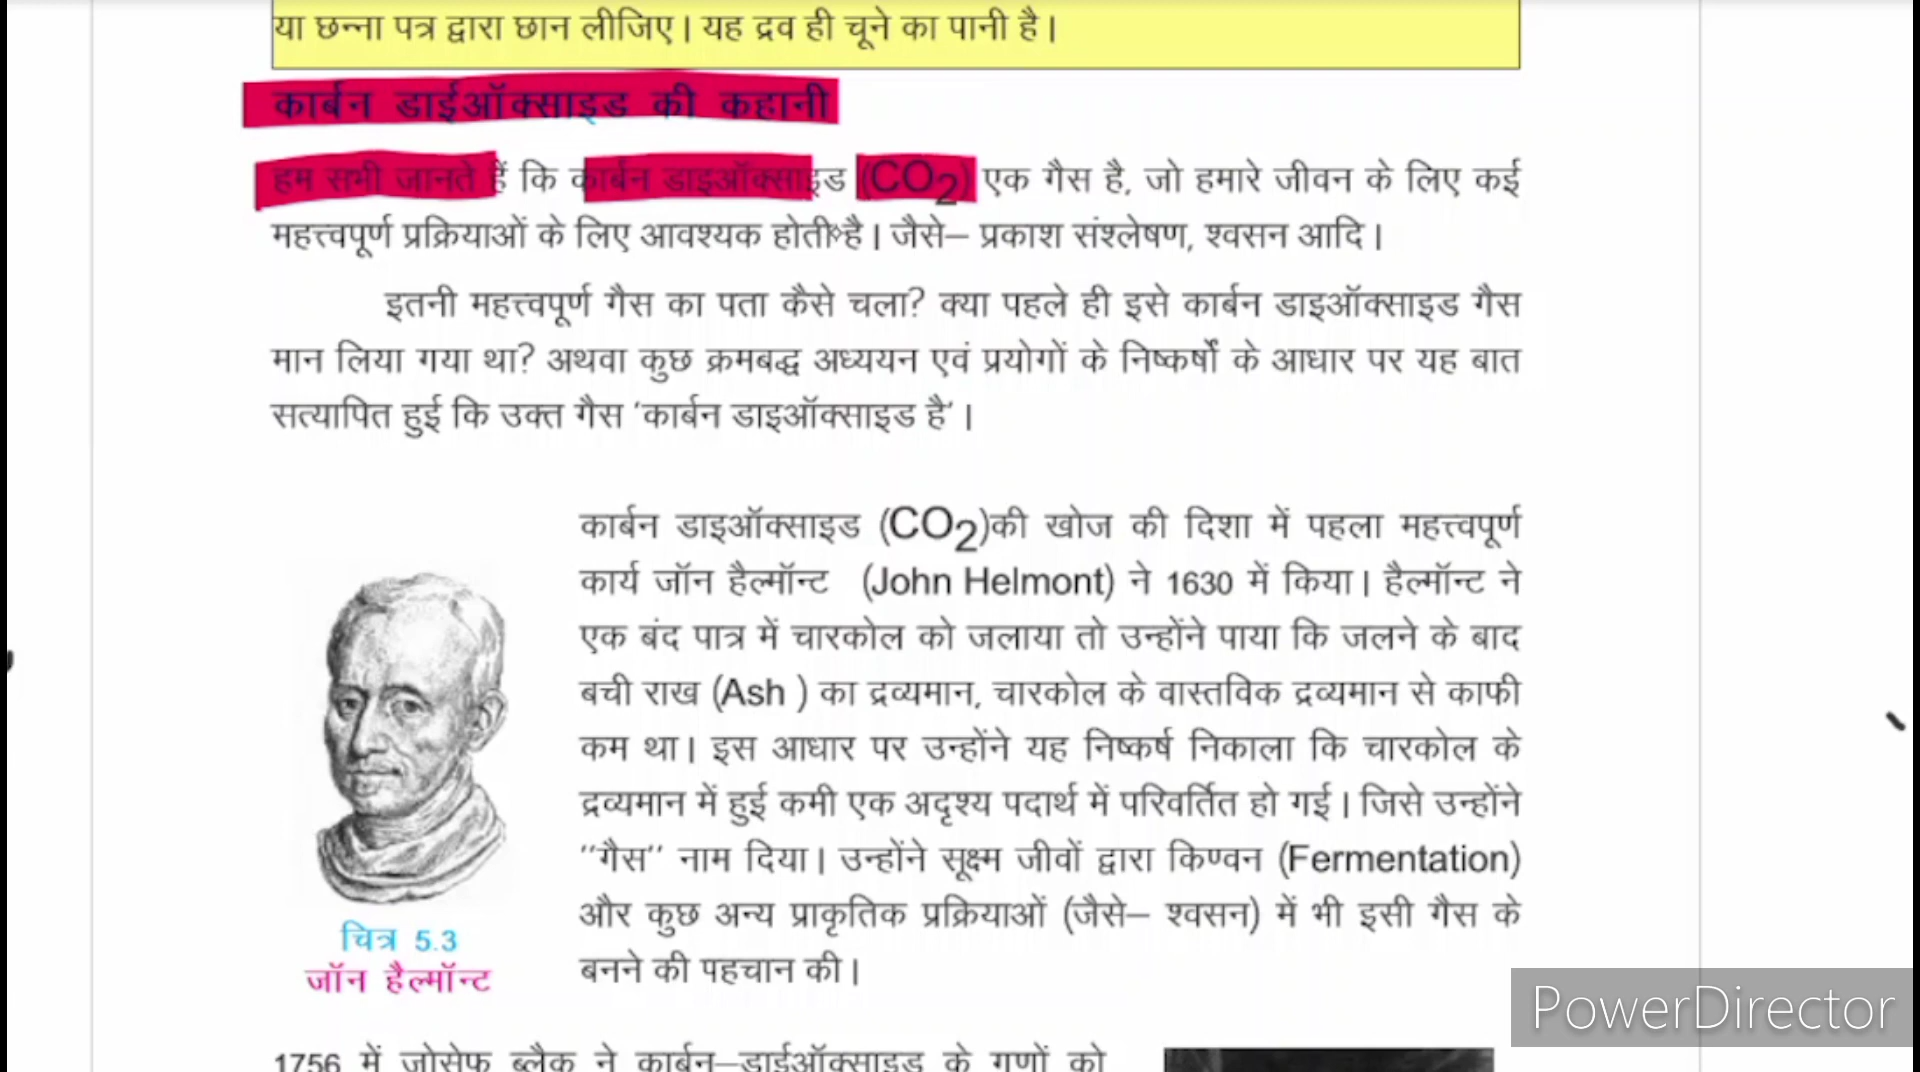 या छन्ना पत्र द्वारा छान लीजिए। यह द्रव ही चूने का पानी है।
कार्बन डाईऑक्साइड की कहानी
हम सभी जानते हैं कि कार्बन डाइऑक्साइड (CO2) एक गैस है, जो हमारे जीवन के लिए कई
महत्त्वपूर्ण प्रक्रियाओं के लिए आवश्यक होती है। जैसे– प्रकाश संश्लेषण, श्वसन आदि।
इतनी महत्त्वपूर्ण गैस का पता कैसे चला? क्या पहले ही इसे कार्बन डाइऑक्साइड गैस
मान लिया गया था? अथवा कुछ क्रमबद्ध अध्ययन एवं प्रयोगों के निष्कर्षों के आधार पर यह बात
सत्यापित हुई कि उक्त गैस 'कार्बन डाइऑक्साइड है'।
कार्बन डाइऑक्साइड (CO2)की खोज की दिशा में पहला महत्त्वपूर्ण
कार्य जॉन हैल्मॉन्ट (John Helmont) ने 1630 में किया। हैल्मॉन्ट ने
एक बंद पात्र में चारकोल को जलाया तो उन्होंने पाया कि जलने के बाद
बची राख (Ash ) का द्रव्यमान, चारकोल के वास्तविक द्रव्यमान से काफी
कम था। इस आधार पर उन्होंने यह निष्कर्ष निकाला कि चारकोल के
द्रव्यमान में हुई कमी एक अदृश्य पदार्थ में परिवर्तित हो गई। जिसे उन्होंने
''गैस'' नाम दिया। उन्होंने सूक्ष्म जीवों द्वारा किण्वन (Fermentation)
और कुछ अन्य प्राकृतिक प्रक्रियाओं (जैसे– श्वसन) में भी इसी गैस के
बनने की पहचान की।
चित्र 5.3
जॉन हैल्मॉन्ट
1756 में जोसेफ ब्लैक ने कार्बन–डाईऑक्साइड के गुणों को
PowerDirector